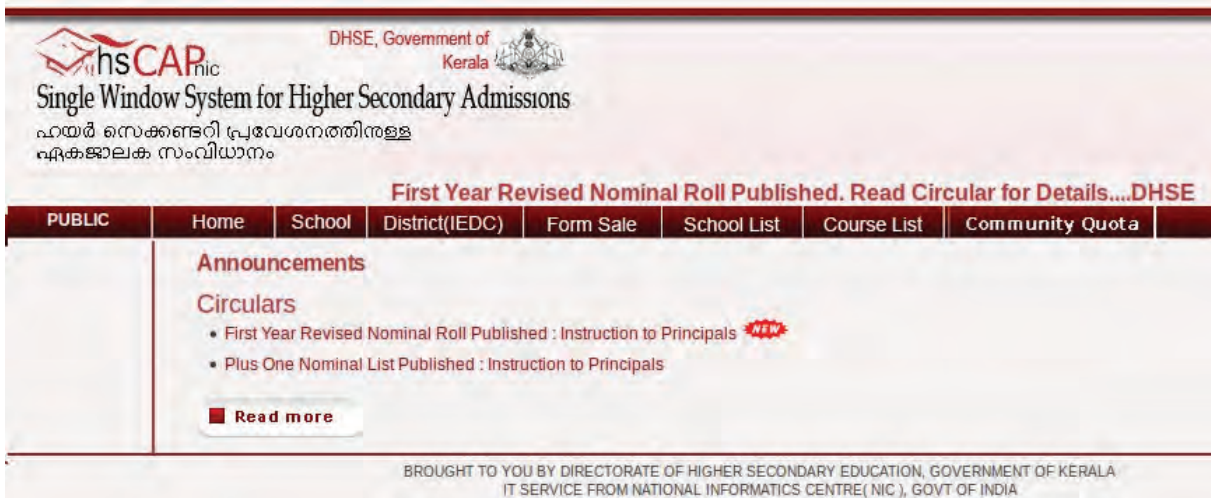 hsCAPnic
DHSE, Government of
Kerala
Single Window System for Higher Secondary Admissions
ഹയർ സെക്കണ്ടറി പ്രവേശനത്തിനുള്ള
ഏകജാലക സംവിധാനം
First Year Revised Nominal Roll Published. Read Circular for Details....DHSE
PUBLIC Home School District(IEDC) Form Sale School List Course List Community Quota
Announcements
Circulars
• First Year Revised Nominal Roll Published : Instruction to Principals NEW
• Plus One Nominal List Published : Instruction to Principals
Read more
BROUGHT TO YOU BY DIRECTORATE OF HIGHER SECONDARY EDUCATION, GOVERNMENT OF KERALA
IT SERVICE FROM NATIONAL INFORMATICS CENTRE( NIC ), GOVT OF INDIA